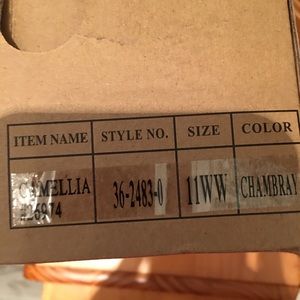 ITEM NAME STYLE NO. SIZE COLOR
CAMELLIA 36-2483-0 11WW CHAMBRAY